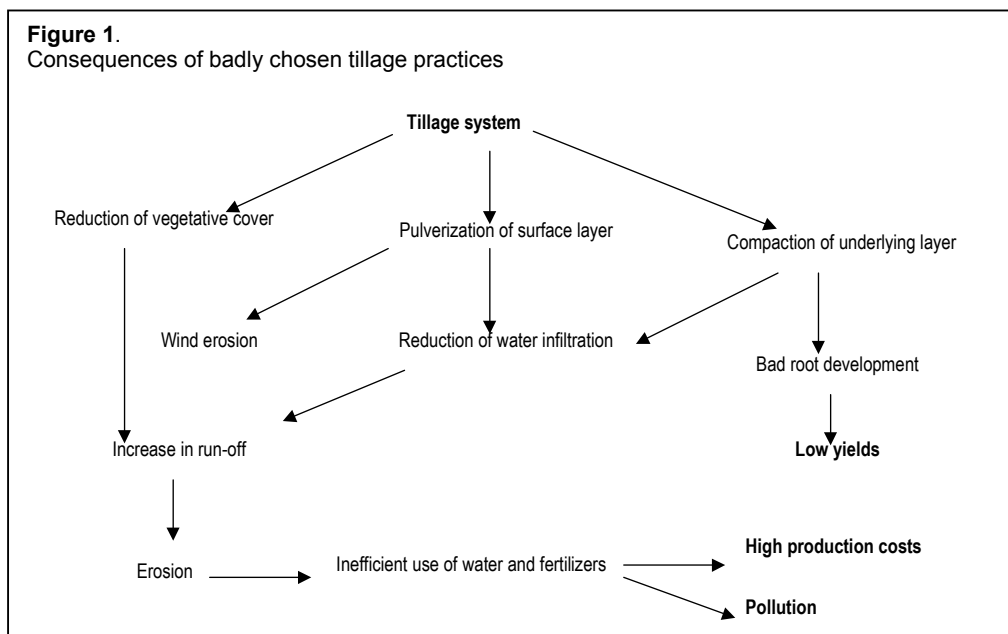 Figure 1.
Consequences of badly chosen tillage practices
Tillage system
Reduction of vegetative cover
Pulverization of surface layer
Compaction of underlying layer
Wind erosion
Reduction of water infiltration
Bad root development
Increase in run-off
Low yields
Erosion
Inefficient use of water and fertilizers
High production costs
Pollution